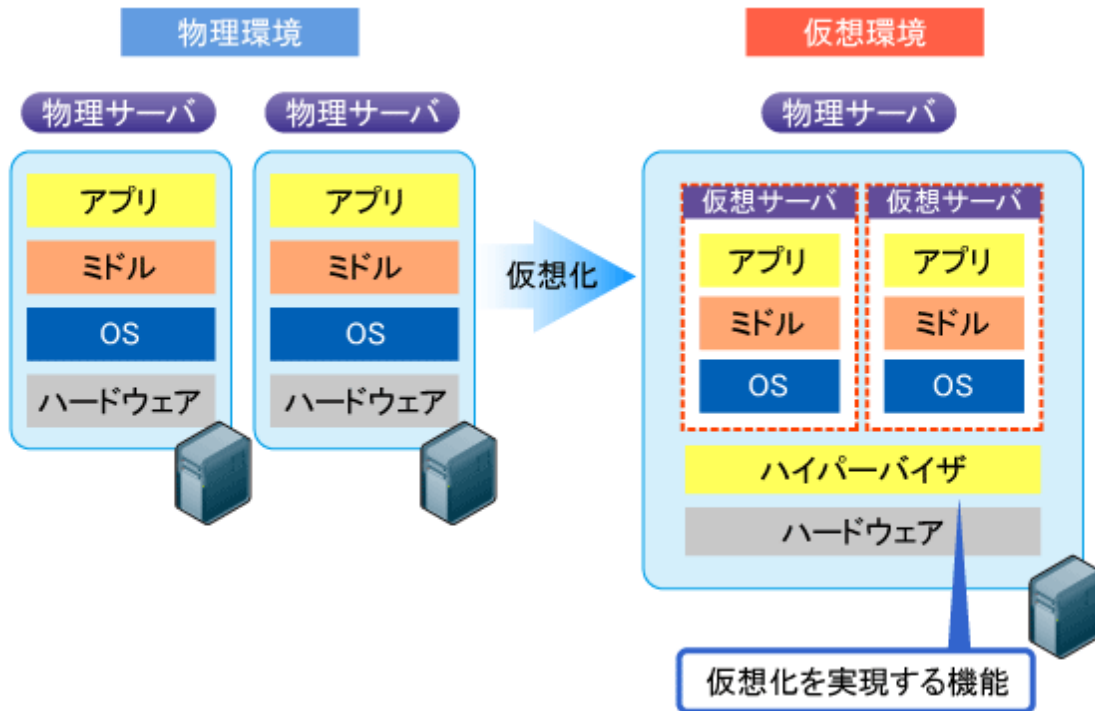 物理環境
物理サーバ
アプリ
ミドル
OS
ハードウェア
物理サーバ
アプリ
ミドル
OS
ハードウェア
仮想化
仮想環境
物理サーバ
仮想サーバ
アプリ
ミドル
OS
仮想サーバ
アプリ
ミドル
OS
ハイパーバイザ
ハードウェア
仮想化を実現する機能